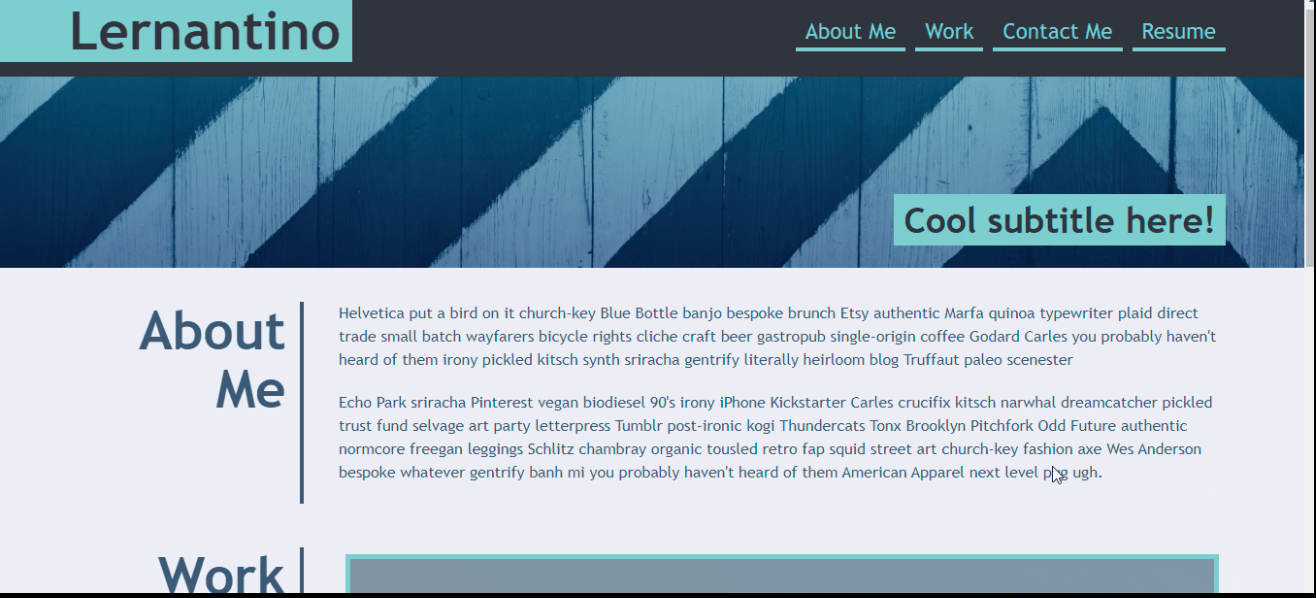 Lernantino
About Me Work Contact Me Resume
Cool subtitle here!
About
Me
Helvetica put a bird on it church-key Blue Bottle banjo bespoke brunch Etsy authentic Marfa quinoa typewriter plaid direct
trade small batch wayfarers bicycle rights cliche craft beer gastropub single-origin coffee Godard Carles you probably haven't
heard of them irony pickled kitsch synth sriracha gentrify literally heirloom blog Truffaut paleo scenester
Echo Park sriracha Pinterest vegan biodiesel 90's irony iPhone Kickstarter Carles crucifix kitsch narwhal dreamcatcher pickled
trust fund selvage art party letterpress Tumblr post-ironic kogi Thundercats Tonx Brooklyn Pitchfork Odd Future authentic
normcore freegan leggings Schlitz chambray organic tousled retro fap squid street art church-key fashion axe Wes Anderson
bespoke whatever gentrify banh mi you probably haven't heard of them American Apparel next level ugh.
Work